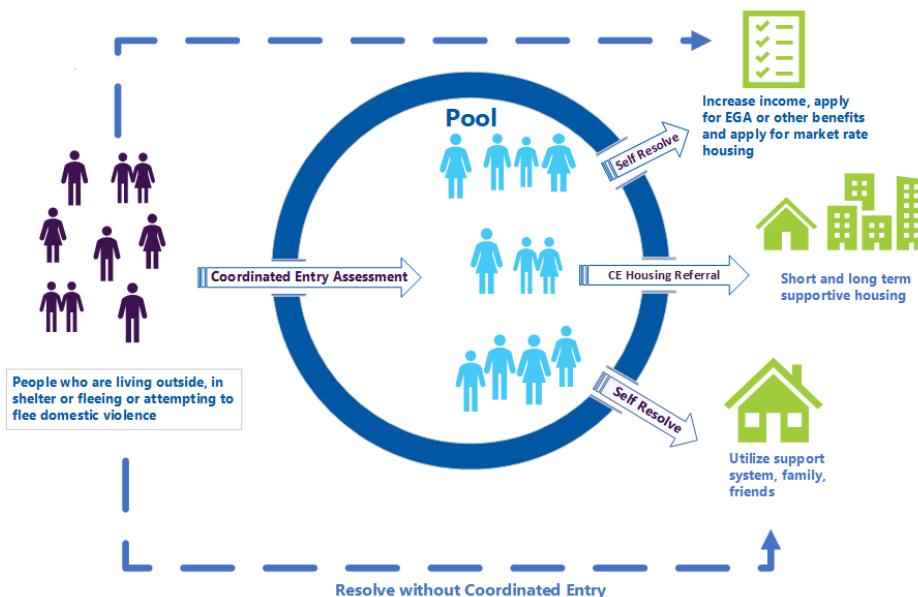 Pool
Increase income, apply
for EGA or other benefits
and apply for market rate
housing
Self Resolve
Coordinated Entry Assessment
CE Housing Referral
Short and long term
supportive housing
People who are living outside, in
shelter or fleeing or attempting to
flee domestic violence
Self Resolve
Utilize support
system, family,
friends
Resolve without Coordinated Entry